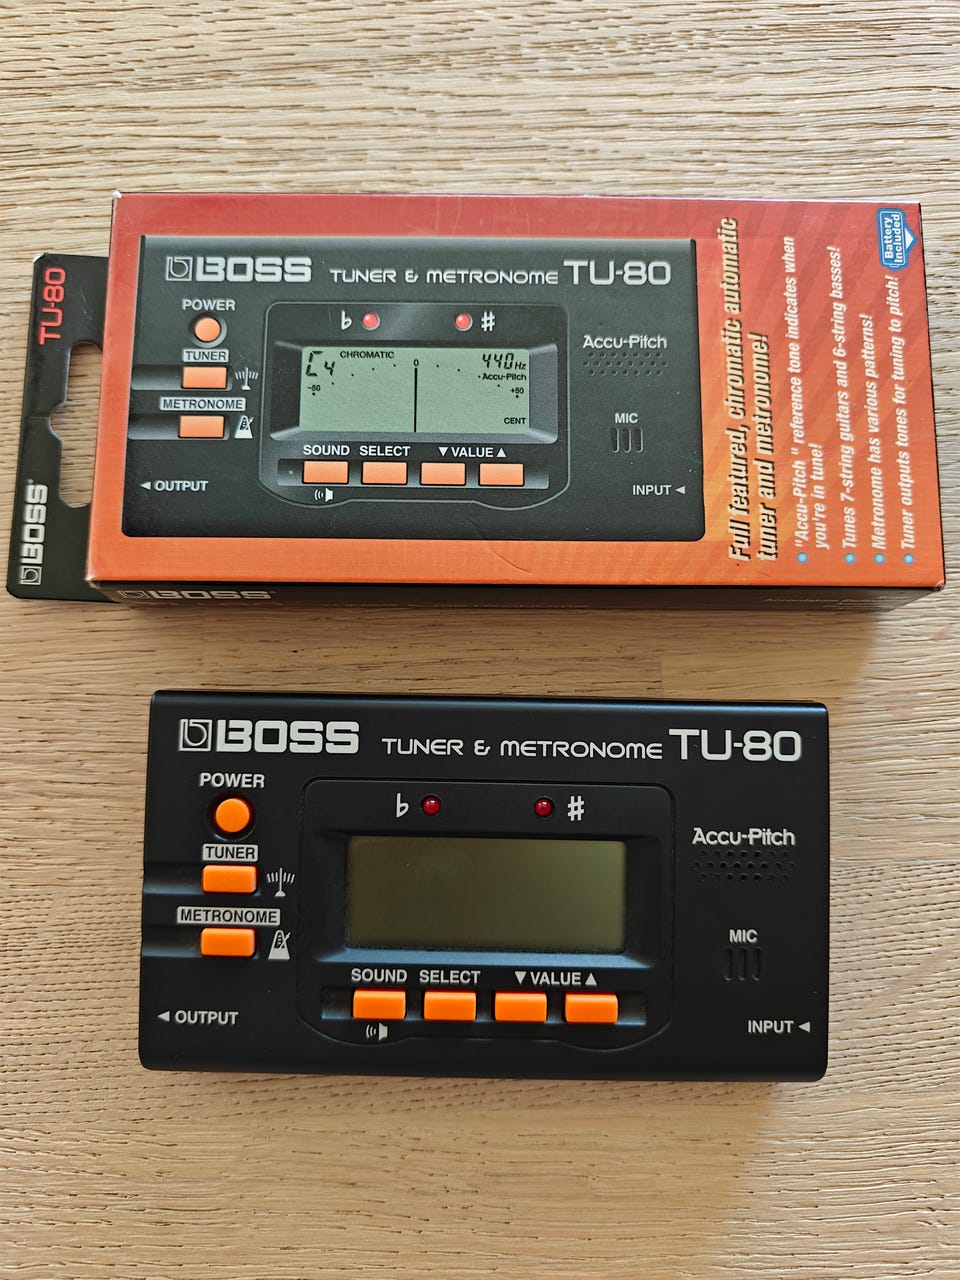 BOSS TUNER & METRONOME TU-80
POWER
♭ ♯
TUNER
METRONOME
C4 CHROMATIC 0 440Hz
Accu-Pitch
-50 +50
CENT
SOUND SELECT ▼VALUE▲
◄ OUTPUT
Accu-Pitch
MIC
INPUT ◄
Full featured, chromatic automatic
tuner and metronome!
• "Accu-Pitch" reference tone indicates when
you're in tune!
• Tunes 7-string guitars and 6-string basses!
• Metronome has various patterns!
• Tuner outputs tones for tuning to pitch!
Battery
Included
BOSS TU-80
BOSS
BOSS TUNER & METRONOME TU-80
POWER
♭ ♯
TUNER
METRONOME
SOUND SELECT ▼VALUE▲
◄ OUTPUT
Accu-Pitch
MIC
INPUT ◄